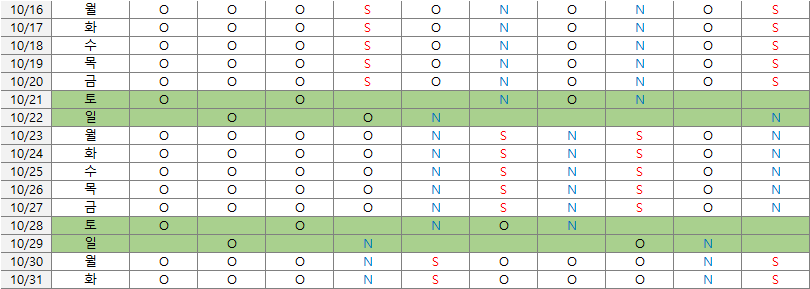 10/16 월 O O O S O N O N O S
10/17 화 O O O S O N O N O S
10/18 수 O O O S O N O N O S
10/19 목 O O O S O N O N O S
10/20 금 O O O S O N O N O S
10/21 토 O O N O N
10/22 일 O O N N
10/23 월 O O O O N S N S O N
10/24 화 O O O O N S N S O N
10/25 수 O O O O N S N S O N
10/26 목 O O O O N S N S O N
10/27 금 O O O O N S N S O N
10/28 토 O O N O N
10/29 일 O N O N
10/30 월 O O O N S O O O N S
10/31 화 O O O N S O O O N S